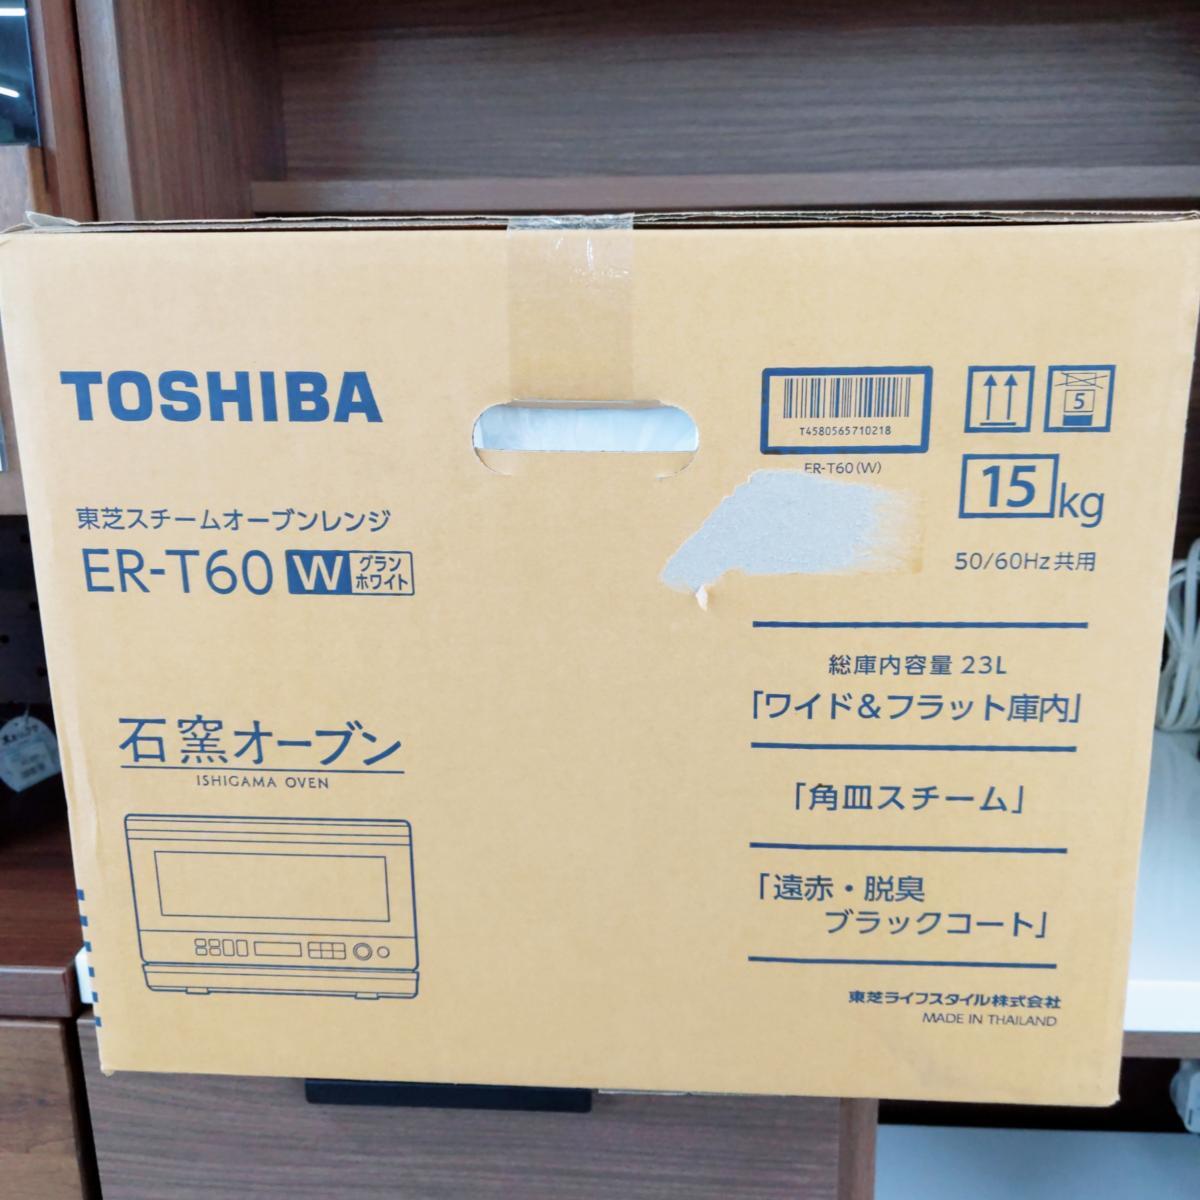 TOSHIBA
東芝スチームオーブンレンジ
ER-T60 W グラン
ホワイト
石窯オーブン
ISHIGAMA OVEN
T4580565710218
ER-T60(W)
5
15kg
50/60Hz共用
総庫内容量 23L
「ワイド&フラット庫内」
「角皿スチーム」
「遠赤・脱臭
ブラックコート」
東芝ライフスタイル株式会社
MADE IN THAILAND